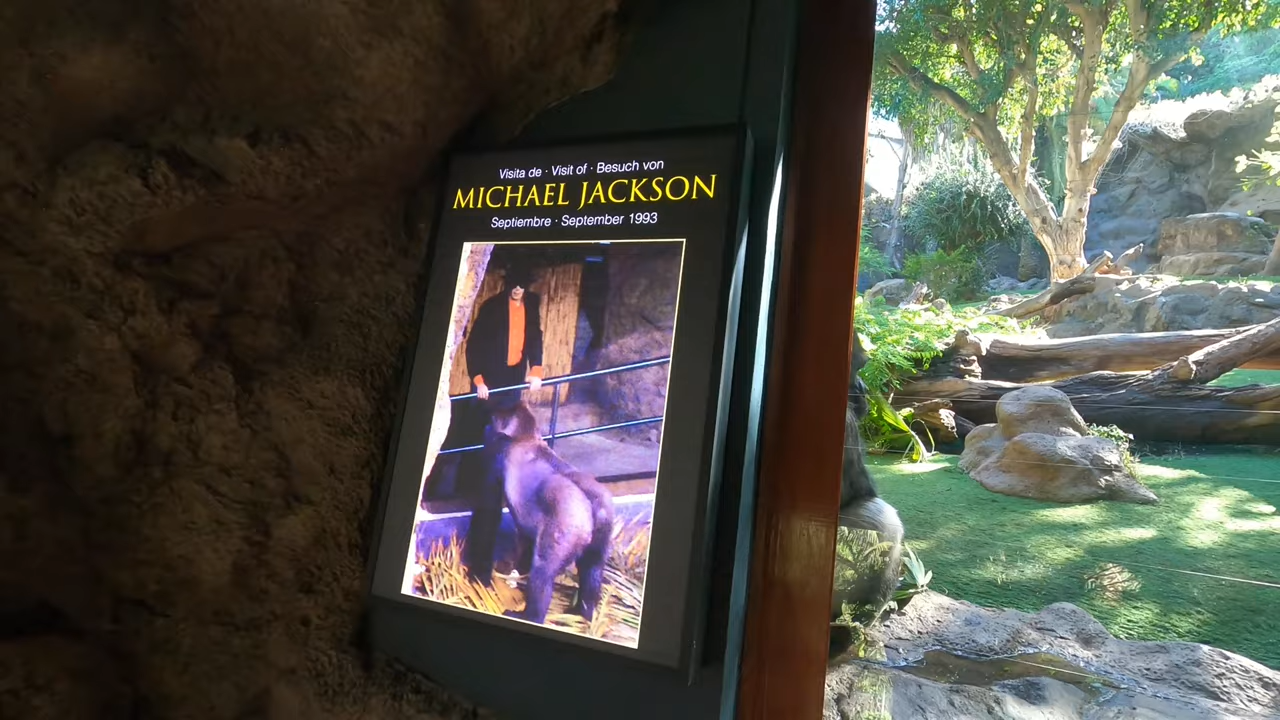 Visita de · Visit of · Besuch von
MICHAEL JACKSON
Septiembre · September 1993